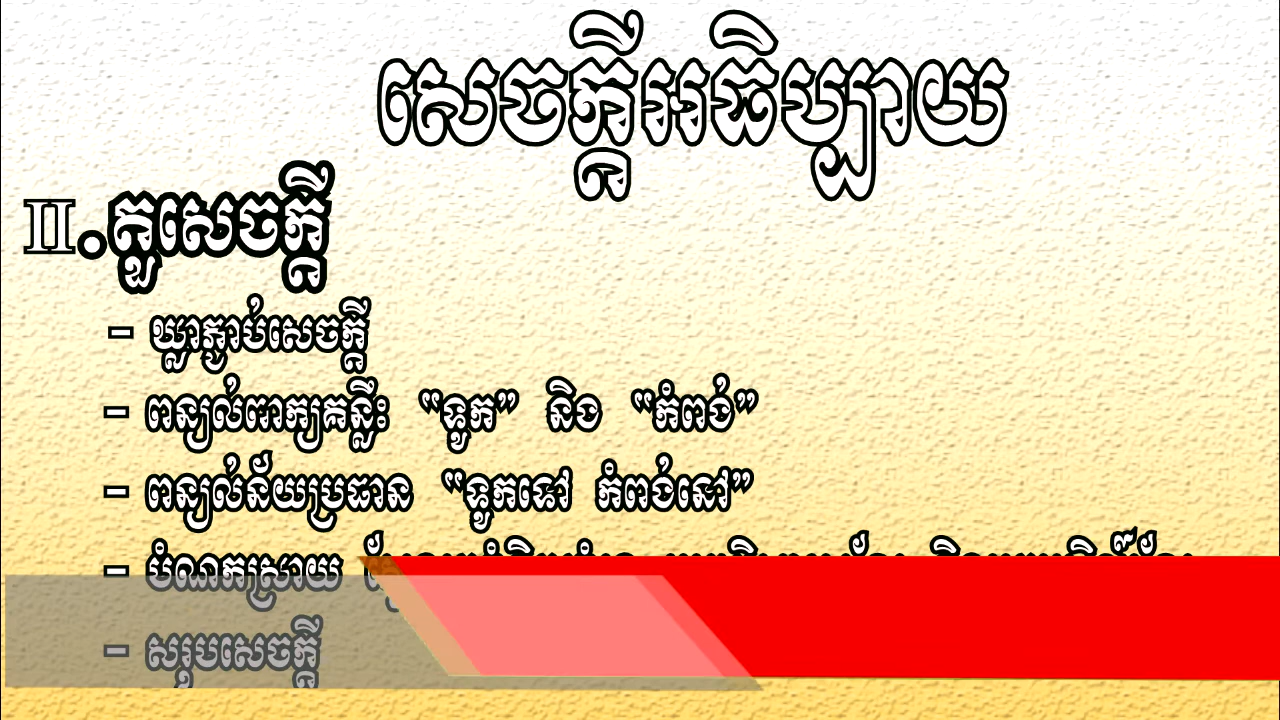 សេចក្តីអធិប្បាយ
II.តួសេចក្តី
- ឃ្លាភ្ជាប់សេចក្តី
- ពន្យល់ពាក្យគន្លឹះ “ទូក” និង “កំពង់”
- ពន្យល់ន័យប្រធាន “ទូកទៅ កំពង់នៅ”
- បំណកស្រាយ
- សរុបសេចក្តី